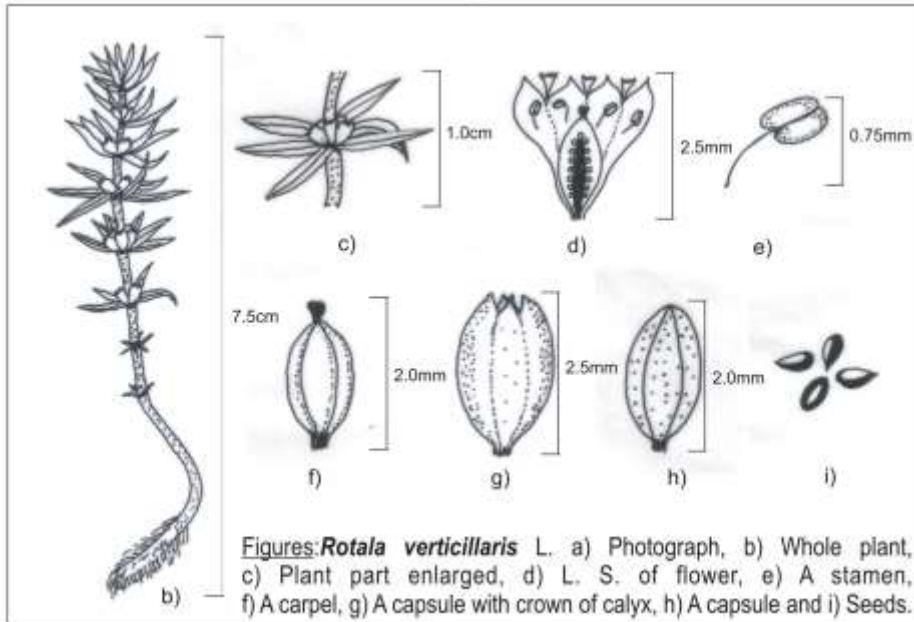 1.0cm
2.5mm
0.75mm
c)
d)
e)
7.5cm
2.0mm
2.5mm
2.0mm
f)
g)
h)
i)
b)
Figures:Rotala verticillaris L. a) Photograph, b) Whole plant,
c) Plant part enlarged, d) L. S. of flower, e) A stamen,
f) A carpel, g) A capsule with crown of calyx, h) A capsule and i) Seeds.